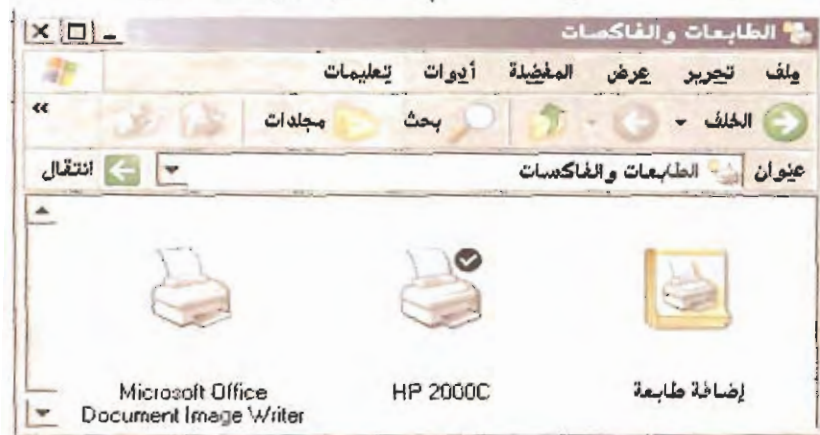 الطابعات والفاكسات
ملف تحرير عرض المفضلة أدوات تعليمات
الخلف بحث مجلدات »
عنوان الطابعات والفاكسات انتقال
إضافة طابعة
HP 2000C
Microsoft Office
Document Image Writer